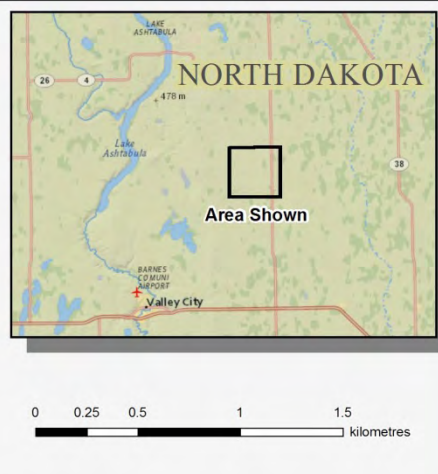 LAKE
ASHTABULA
26
4
NORTH DAKOTA
478 m
Lake
Ashtabula
38
Area Shown
BARNES
COMUNI
AIRPORT
Valley City
0 0.25 0.5 1 1.5
kilometres